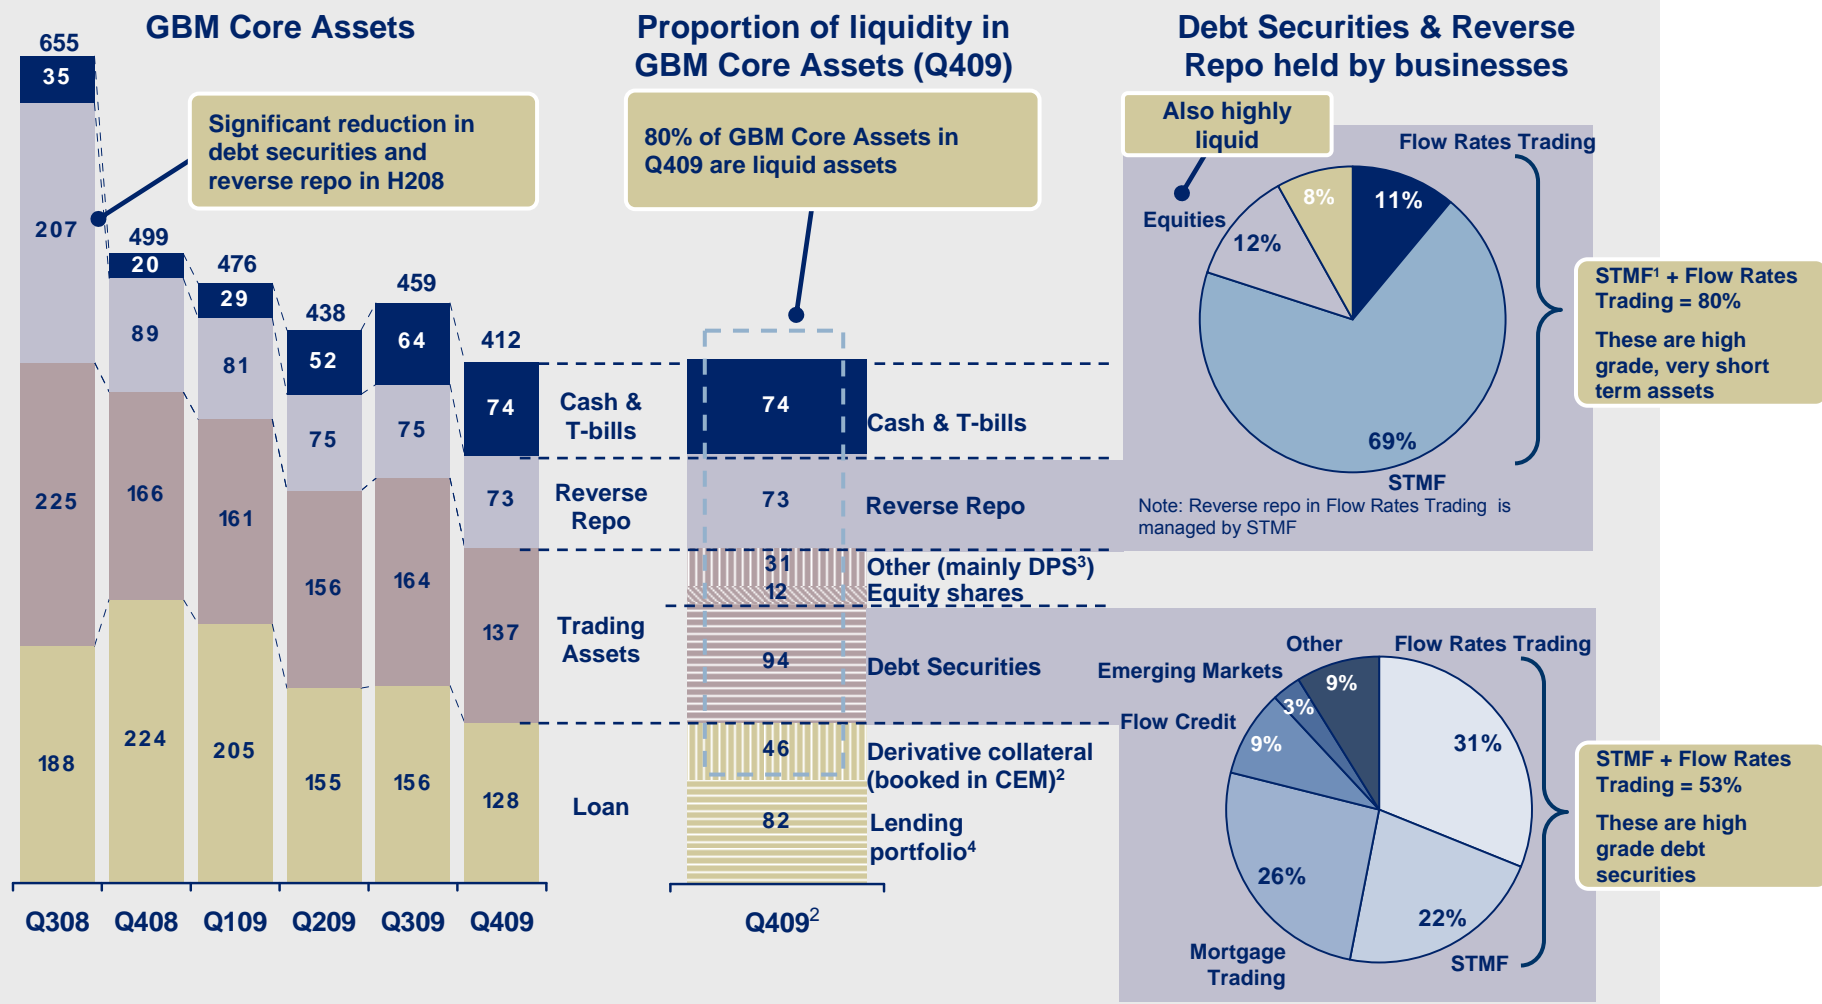 GBM Core Assets
655
35
207
225
188
Significant reduction in
debt securities and
reverse repo in H208
499
20
89
166
224
476
29
81
161
205
438
52
75
156
155
459
64
75
164
156
412
74
73
137
128
Cash &
T-bills
Reverse
Repo
Trading
Assets
Loan
Q308
Q408
Q109
Q209
Q309
Q409
Proportion of liquidity in
GBM Core Assets (Q409)
80% of GBM Core Assets in
Q409 are liquid assets
74
Cash & T-bills
73
Reverse Repo
31
Other (mainly DPS³)
12
Equity shares
94
Debt Securities
46
Derivative collateral
(booked in CEM)²
82
Lending
portfolio⁴
Q409²
Debt Securities & Reverse
Repo held by businesses
Also highly
liquid
Flow Rates Trading
8%
11%
Equities
12%
69%
STMF
Note: Reverse repo in Flow Rates Trading is
managed by STMF
STMF¹ + Flow Rates
Trading = 80%
These are high
grade, very short
term assets
Other
Flow Rates Trading
Emerging Markets
9%
3%
Flow Credit
9%
31%
26%
22%
Mortgage
Trading
STMF
STMF + Flow Rates
Trading = 53%
These are high
grade debt
securities